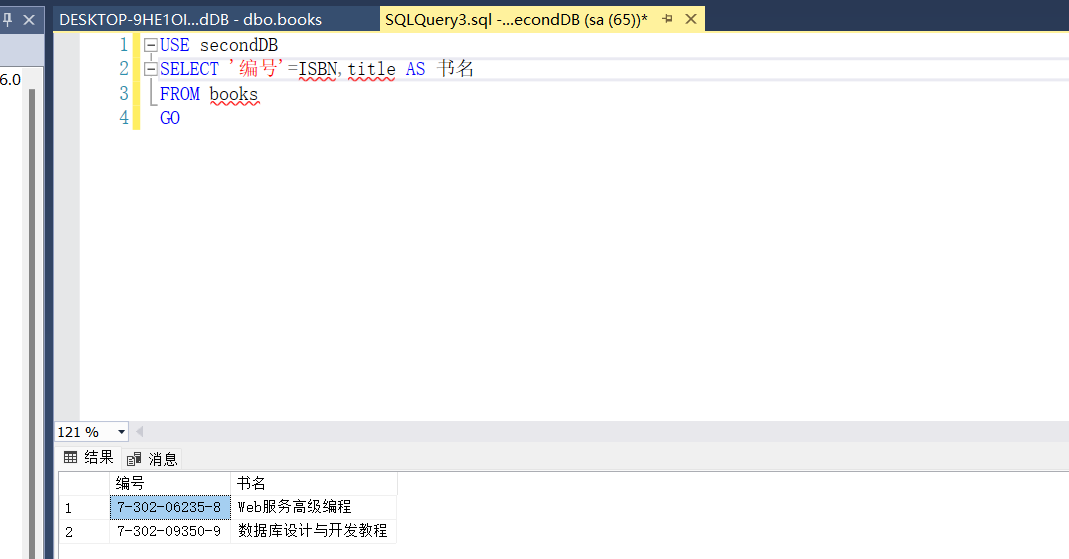 DESKTOP-9HE1OI...dDB - dbo.books
SQLQuery3.sql -...econdDB (sa (65))*
6.0
1 USE secondDB
2 SELECT '编号'=ISBN,title AS 书名
3 FROM books
4 GO
121 %
结果 消息
编号 书名
1 7-302-06235-8 Web服务高级编程
2 7-302-09350-9 数据库设计与开发教程